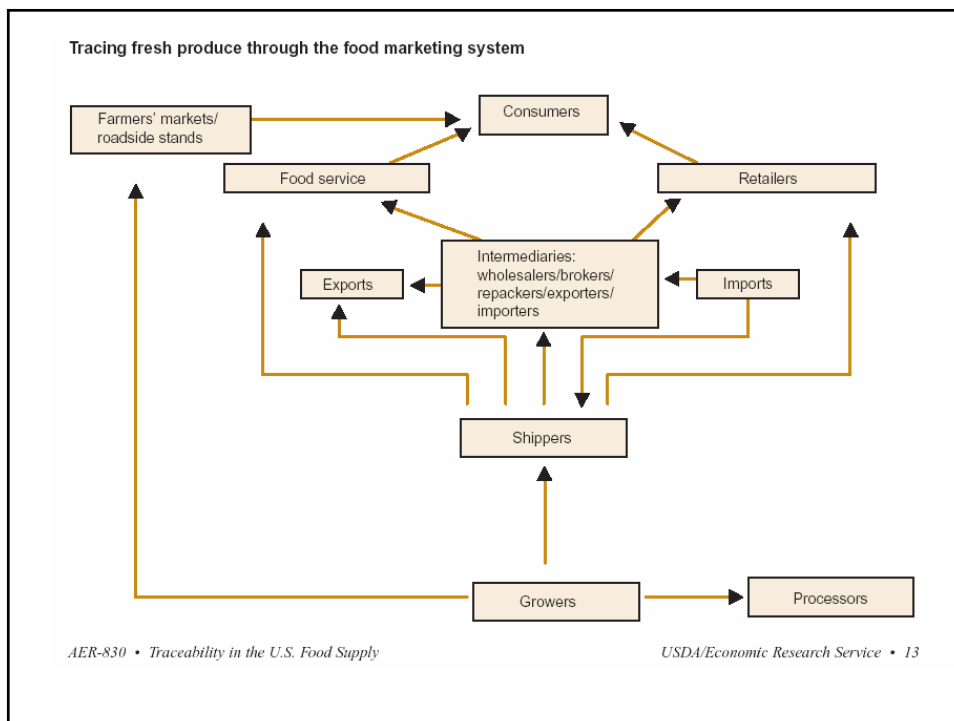 Tracing fresh produce through the food marketing system
Farmers' markets/
roadside stands
Consumers
Food service
Retailers
Intermediaries:
wholesalers/brokers/
repackers/exporters/
importers
Exports
Imports
Shippers
Growers
Processors
AER-830 • Traceability in the U.S. Food Supply
USDA/Economic Research Service • 13